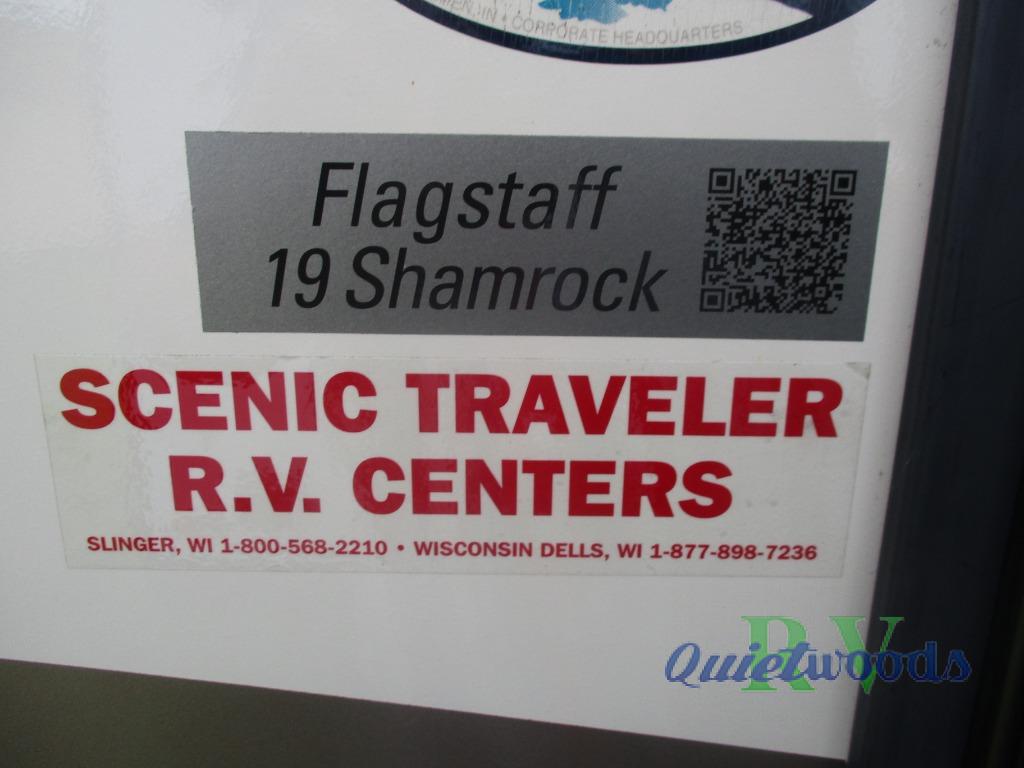 CORPORATE HEADQUARTERS
Flagstaff
19 Shamrock
SCENIC TRAVELER
R.V. CENTERS
SLINGER, WI 1-800-568-2210 • WISCONSIN DELLS, WI 1-877-898-7236
RV
Quietwoods